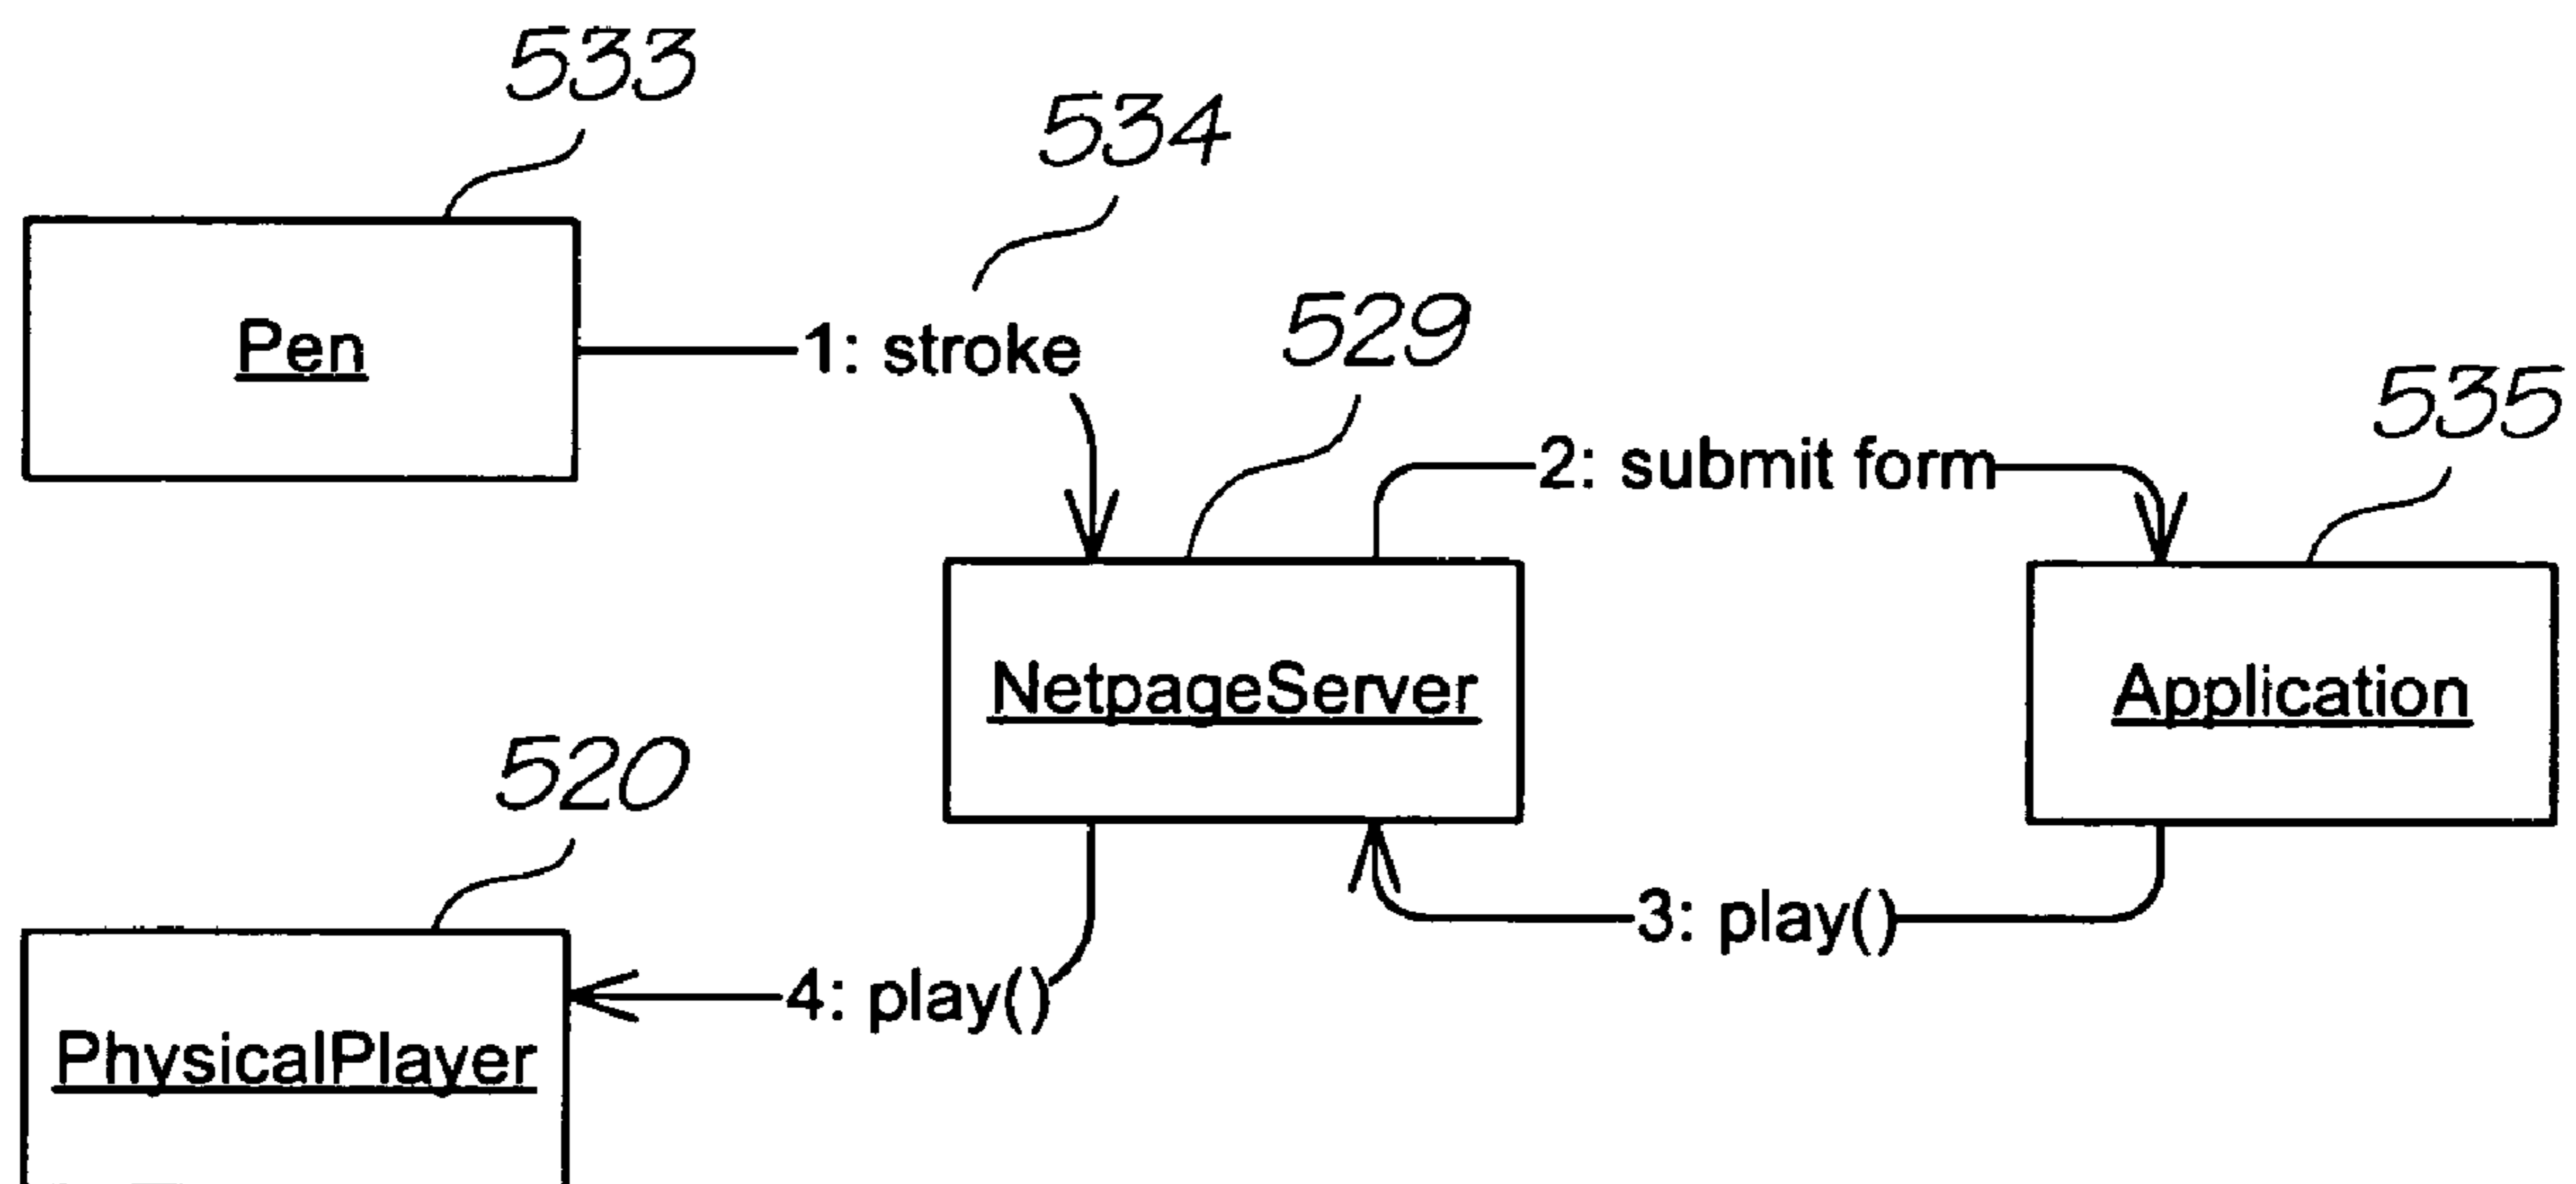 533
534
Pen
1: stroke
529
535
2: submit form
NetpageServer
Application
520
3: play()
4: play()
PhysicalPlayer